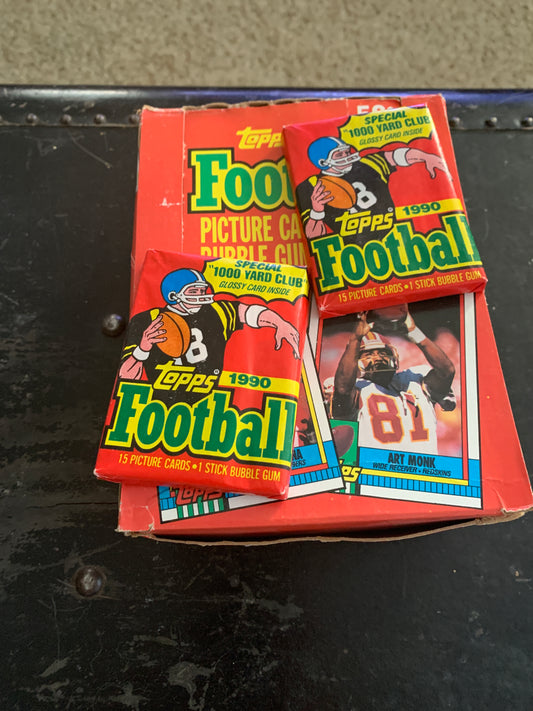 Topps
Foot
PICTURE CA
BUBBLE GUM
SPECIAL
"1000 YARD CLUB"
GLOSSY CARD INSIDE
8
TOPPS 1990
Football
15 PICTURE CARDS • 1 STICK BUBBLE GUM
SPECIAL
"1000 YARD CLUB"
GLOSSY CARD INSIDE
8
TOPPS 1990
Football
15 PICTURE CARDS • 1 STICK BUBBLE GUM
81
ART MONK
WIDE RECEIVER • REDSKINS
NA
Topps